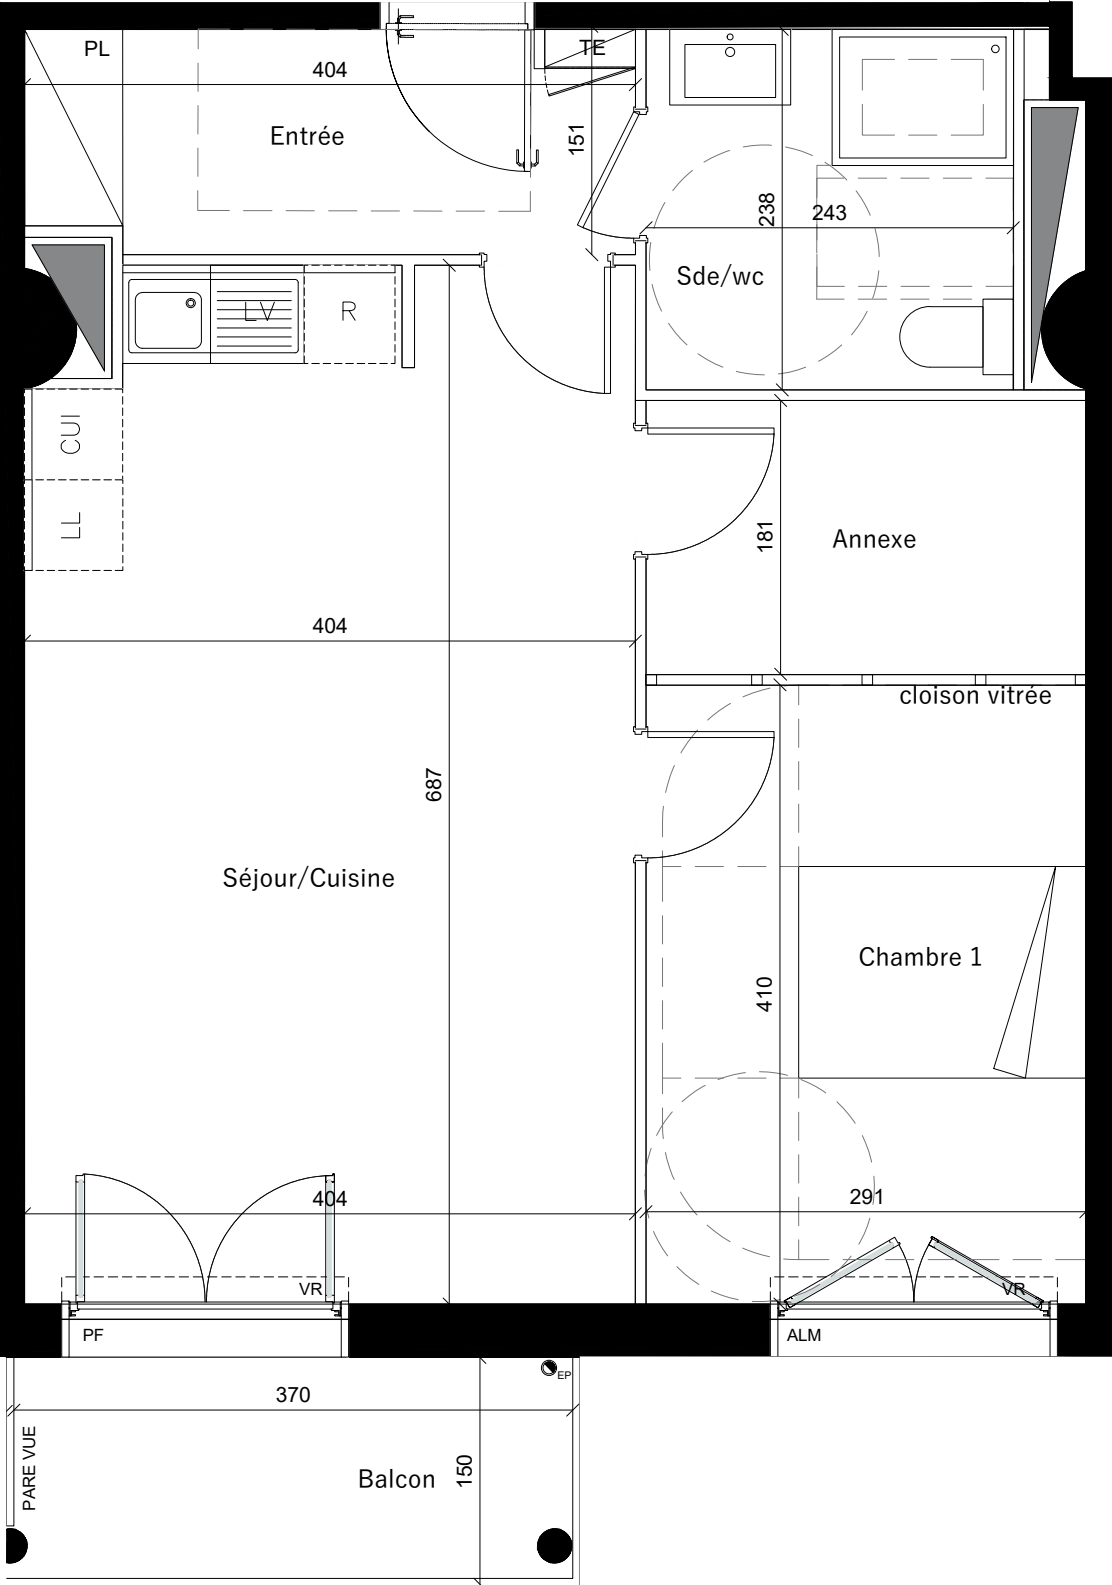 PL
TE
404
Entrée
151
238
243
Sde/wc
LV
R
CUI
LL
181
Annexe
404
cloison vitrée
687
Séjour/Cuisine
Chambre 1
410
404
291
VR
VR
PF
ALM
EP
370
PARE VUE
Balcon
150